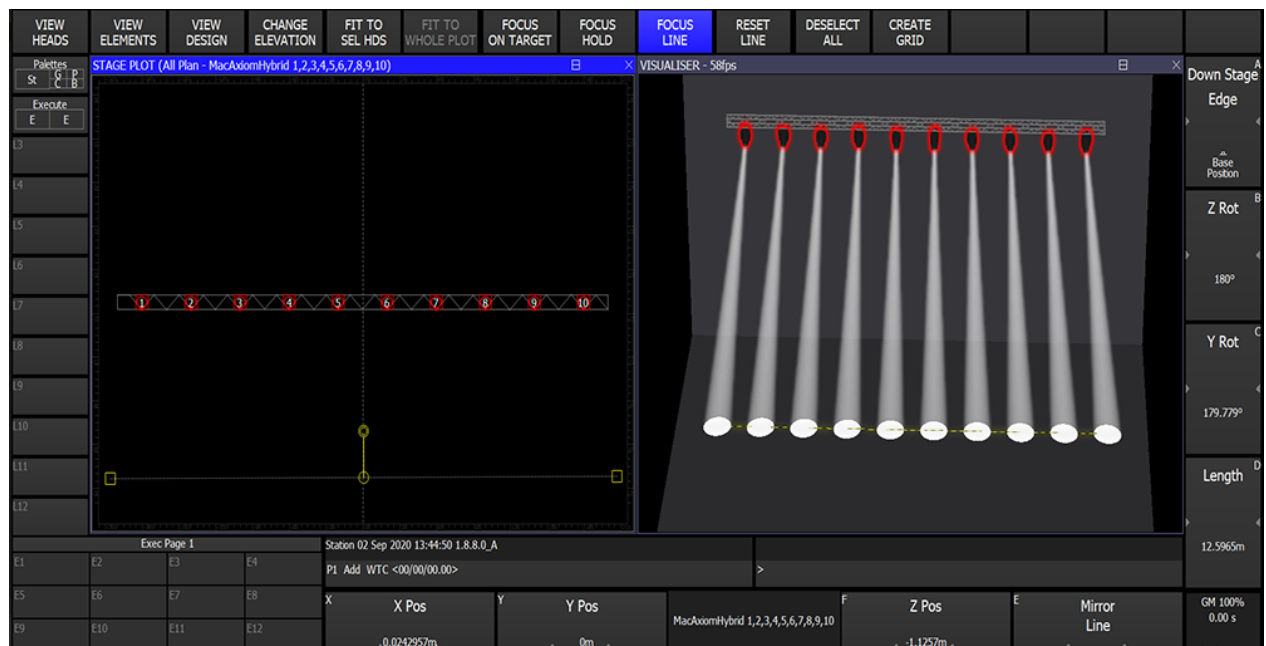 VIEW
HEADS
VIEW
ELEMENTS
VIEW
DESIGN
CHANGE
ELEVATION
FIT TO
SEL HDS
FIT TO
WHOLE PLOT
FOCUS
ON TARGET
FOCUS
HOLD
FOCUS
LINE
RESET
LINE
DESELECT
ALL
CREATE
GRID
Palettes
St G P
C B
Execute
E E
L3
L4
L5
L6
L7
L8
L9
L10
L11
L12
STAGE PLOT (All Plan - MacAxiomHybrid 1,2,3,4,5,6,7,8,9,10)
1 2 3 4 5 6 7 8 9 10
VISUALISER - 58fps
A
Down Stage
Edge
Base
Position
B
Z Rot
180º
C
Y Rot
179.779º
D
Length
12.5965m
Exec Page 1
E1 E2 E3 E4
E5 E6 E7 E8
E9 E10 E11 E12
Station 02 Sep 2020 13:44:50 1.8.8.0_A
P1 Add WTC <00/00/00.00>
>
X
X Pos
.0.0242957m
Y
Y Pos
0m
MacAxiomHybrid 1,2,3,4,5,6,7,8,9,10
F
Z Pos
-1.1257m
E
Mirror
Line
GM 100%
0.00 s